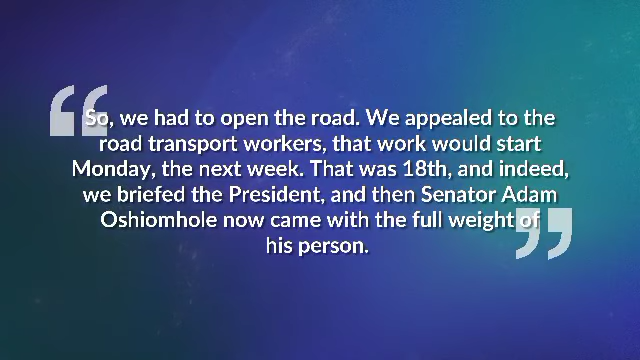 So, we had to open the road. We appealed to the
road transport workers, that work would start
Monday, the next week. That was 18th, and indeed,
we briefed the President, and then Senator Adam
Oshiomhole now came with the full weight of
his person.